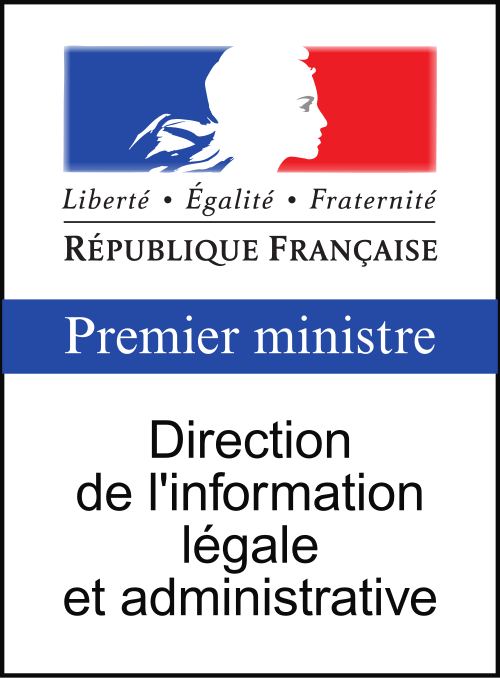 Liberté • Égalité • Fraternité
RÉPUBLIQUE FRANÇAISE
Premier ministre
Direction
de l'information
légale
et administrative